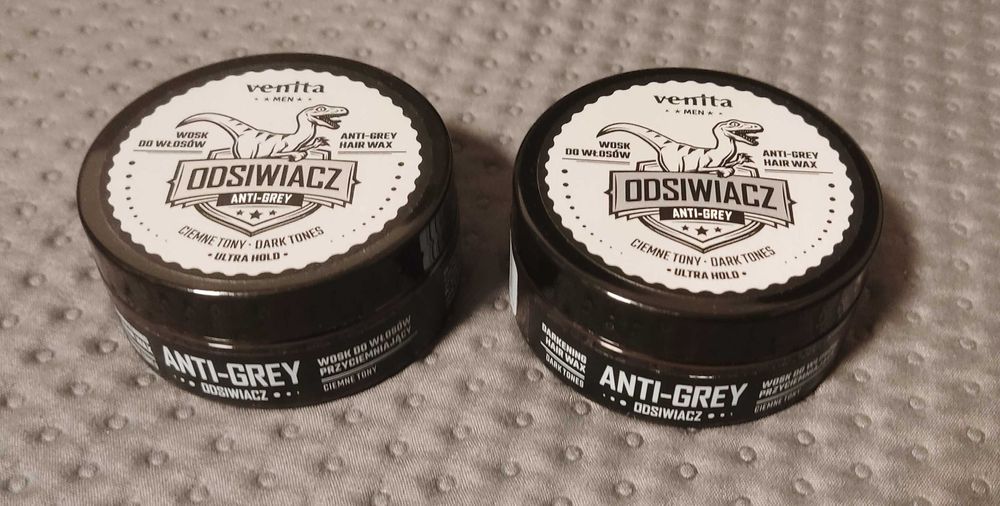 venita
MEN
WOSK
DO WŁOSÓW
ANTI-GREY
HAIR WAX
ODSIWIACZ
ANTI-GREY
CIEMNE TONY · DARK TONES
· ULTRA HOLD ·
ANTI-GREY
ODSIWIACZ
WOSK DO WŁOSÓW
PRZYCIEMNIAJĄCY
CIEMNE TONY
venita
MEN
WOSK
DO WŁOSÓW
ANTI-GREY
HAIR WAX
ODSIWIACZ
ANTI-GREY
CIEMNE TONY · DARK TONES
· ULTRA HOLD ·
DARKENING
HAIR WAX
DARK TONES
ANTI-GREY
ODSIWIACZ
WOSK DO
CIEMNE TONY